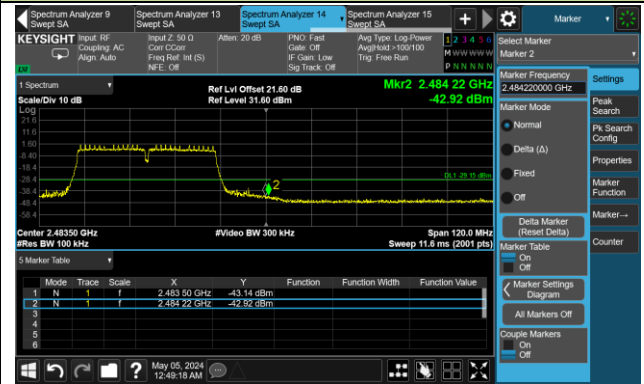 Spectrum Analyzer 9
Swept SA
Spectrum Analyzer 13
Swept SA
Spectrum Analyzer 14
Swept SA
Spectrum Analyzer 15
Swept SA
+
Marker
KEYSIGHT
Input: RF
Coupling: AC
Align: Auto
Input Z: 50 Ω
Corr CCorr
Freq Ref: Int (S)
NFE: Off
Atten: 20 dB
PNO: Fast
Gate: Off
IF Gain: Low
Sig Track: Off
Avg Type: Log-Power
Avg|Hold >100/100
Trig: Free Run
1 2 3 4 5 6
M W W W W W
P N N N N N
Select Marker
Marker 2
1 Spectrum
Scale/Div 10 dB
Log
Ref Lvl Offset 21.60 dB
Ref Level 31.60 dBm
Mkr2 2.484 22 GHz
-42.92 dBm
21.6
11.6
1.60
-8.40
-18.4
-28.4
-38.4
-48.4
-58.4
DL1 -29.15 dBm
2
Center 2.48350 GHz
#Res BW 100 kHz
#Video BW 300 kHz
Span 120.0 MHz
Sweep 11.6 ms (2001 pts)
5 Marker Table
Mode Trace Scale X Y Function Function Width Function Value
1 N 1 f 2.483 50 GHz -43.14 dBm
2 N 1 f 2.484 22 GHz -42.92 dBm
3
4
5
6
Marker Frequency
2.484220000 GHz
Marker Mode
Normal
Delta (Δ)
Fixed
Off
Delta Marker
(Reset Delta)
Marker Table
On
Off
Marker Settings
Diagram
All Markers Off
Couple Markers
On
Off
Settings
Peak
Search
Pk Search
Config
Properties
Marker
Function
Marker→
Counter
?
May 05, 2024
12:49:18 AM